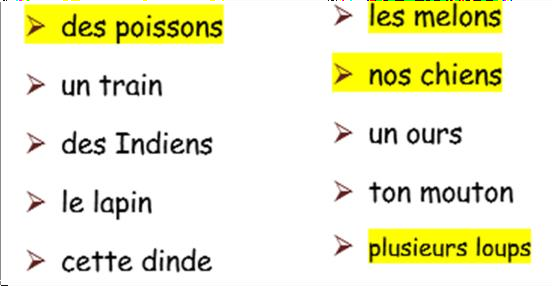 des poissons
un train
des Indiens
le lapin
cette dinde
les melons
nos chiens
un ours
ton mouton
plusieurs loups